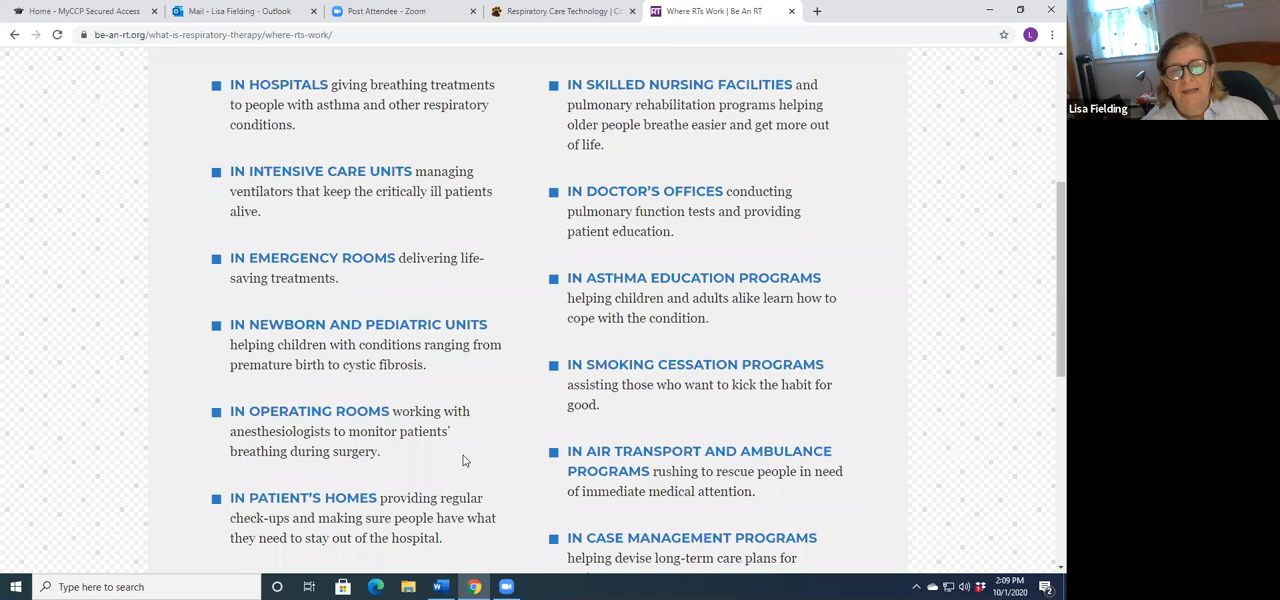 Home - MyCCP Secured Access
Mail - Lisa Fielding - Outlook
Post Attendee - Zoom
Respiratory Care Technology | Co
Where RTs Work | Be An RT
be-an-rt.org/what-is-respiratory-therapy/where-rts-work/
L
Lisa Fielding
IN HOSPITALS giving breathing treatments
to people with asthma and other respiratory
conditions.
IN INTENSIVE CARE UNITS managing
ventilators that keep the critically ill patients
alive.
IN EMERGENCY ROOMS delivering life-
saving treatments.
IN NEWBORN AND PEDIATRIC UNITS
helping children with conditions ranging from
premature birth to cystic fibrosis.
IN OPERATING ROOMS working with
anesthesiologists to monitor patients'
breathing during surgery.
IN PATIENT'S HOMES providing regular
check-ups and making sure people have what
they need to stay out of the hospital.
IN SKILLED NURSING FACILITIES and
pulmonary rehabilitation programs helping
older people breathe easier and get more out
of life.
IN DOCTOR'S OFFICES conducting
pulmonary function tests and providing
patient education.
IN ASTHMA EDUCATION PROGRAMS
helping children and adults alike learn how to
cope with the condition.
IN SMOKING CESSATION PROGRAMS
assisting those who want to kick the habit for
good.
IN AIR TRANSPORT AND AMBULANCE
PROGRAMS rushing to rescue people in need
of immediate medical attention.
IN CASE MANAGEMENT PROGRAMS
helping devise long-term care plans for
Type here to search
2:09 PM
10/1/2020
2